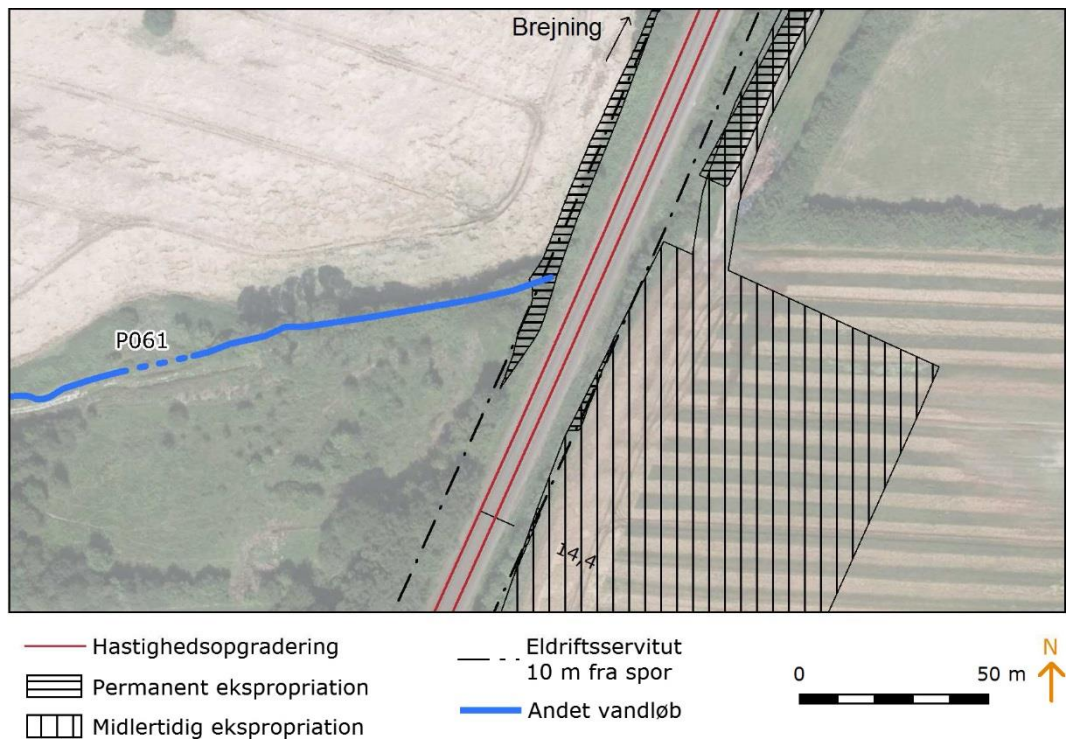 Brejning
P061
14,4
Hastighedsopgradering
Permanent ekspropriation
Midlertidig ekspropriation
Eldriftsservitut
10 m fra spor
Andet vandløb
0 50 m
N